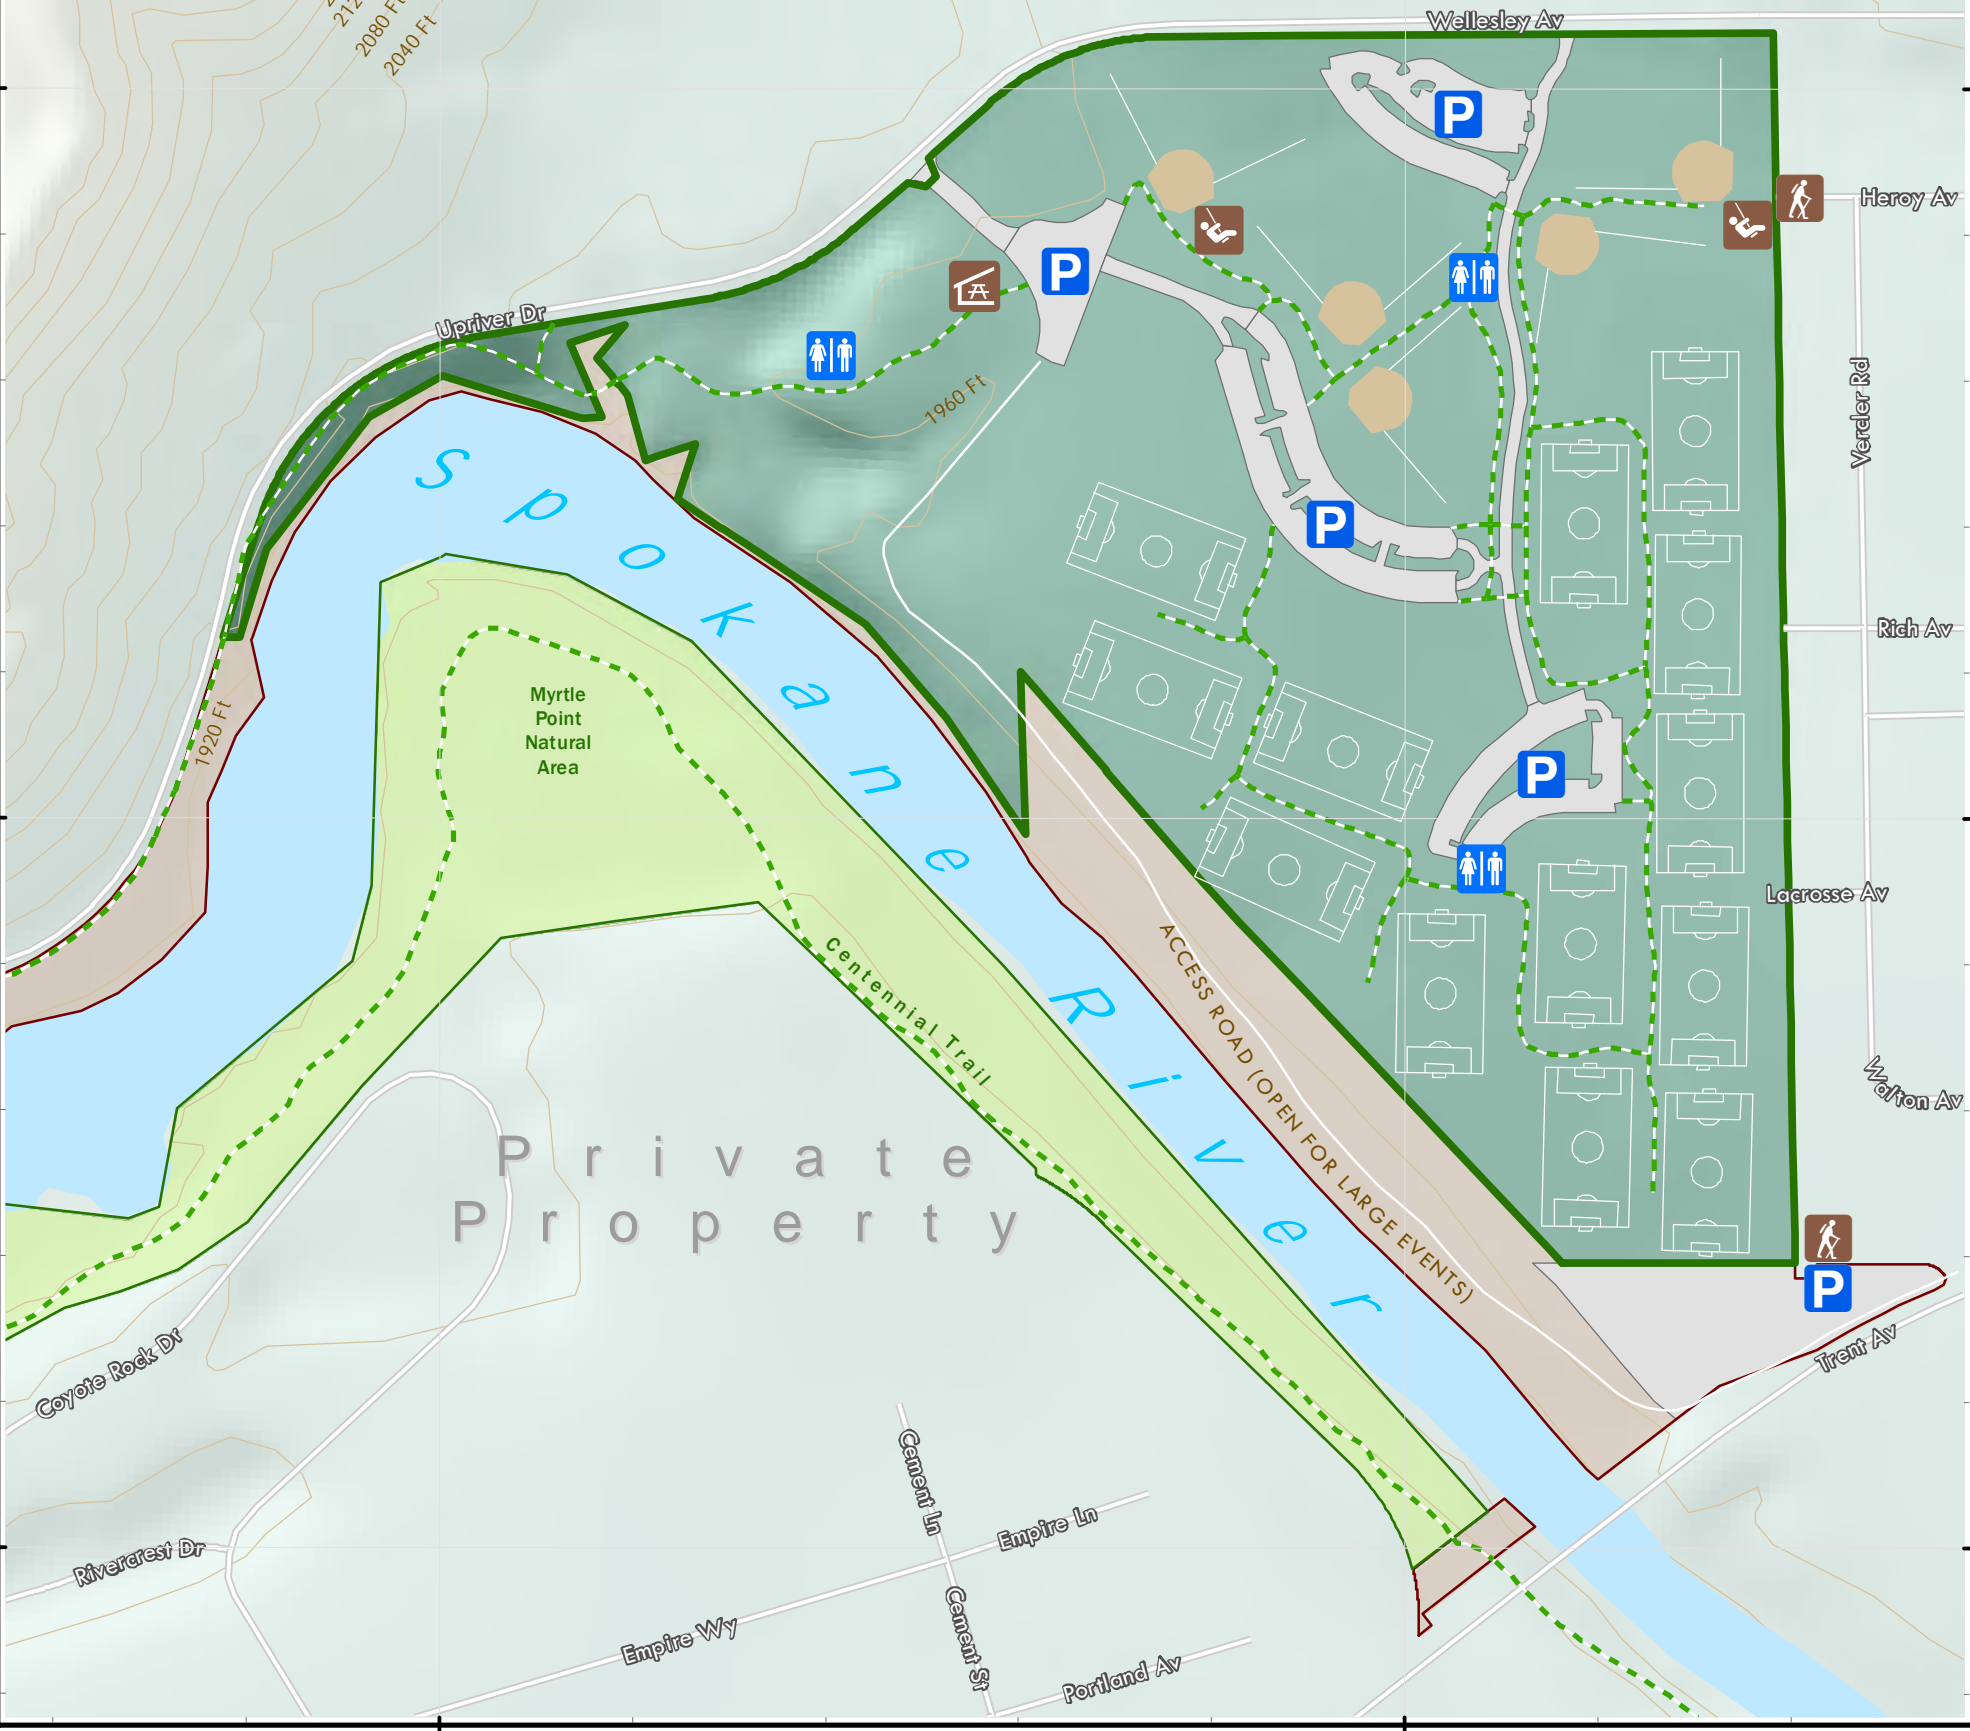 2080 Ft
2040 Ft
Wellesley Av
P
Heroy Av
P
Upriver Dr
1960 Ft
Vercler Rd
P
Rich Av
Spokane River
Myrtle
Point
Natural
Area
1920 Ft
P
Lacrosse Av
Centennial Trail
ACCESS ROAD (OPEN FOR LARGE EVENTS)
Walton Av
Private
Property
P
Trent Av
Coyote Rock Dr
Cement Ln
Empire Ln
Rivercrest Dr
Cement St
Empire Wy
Portland Av